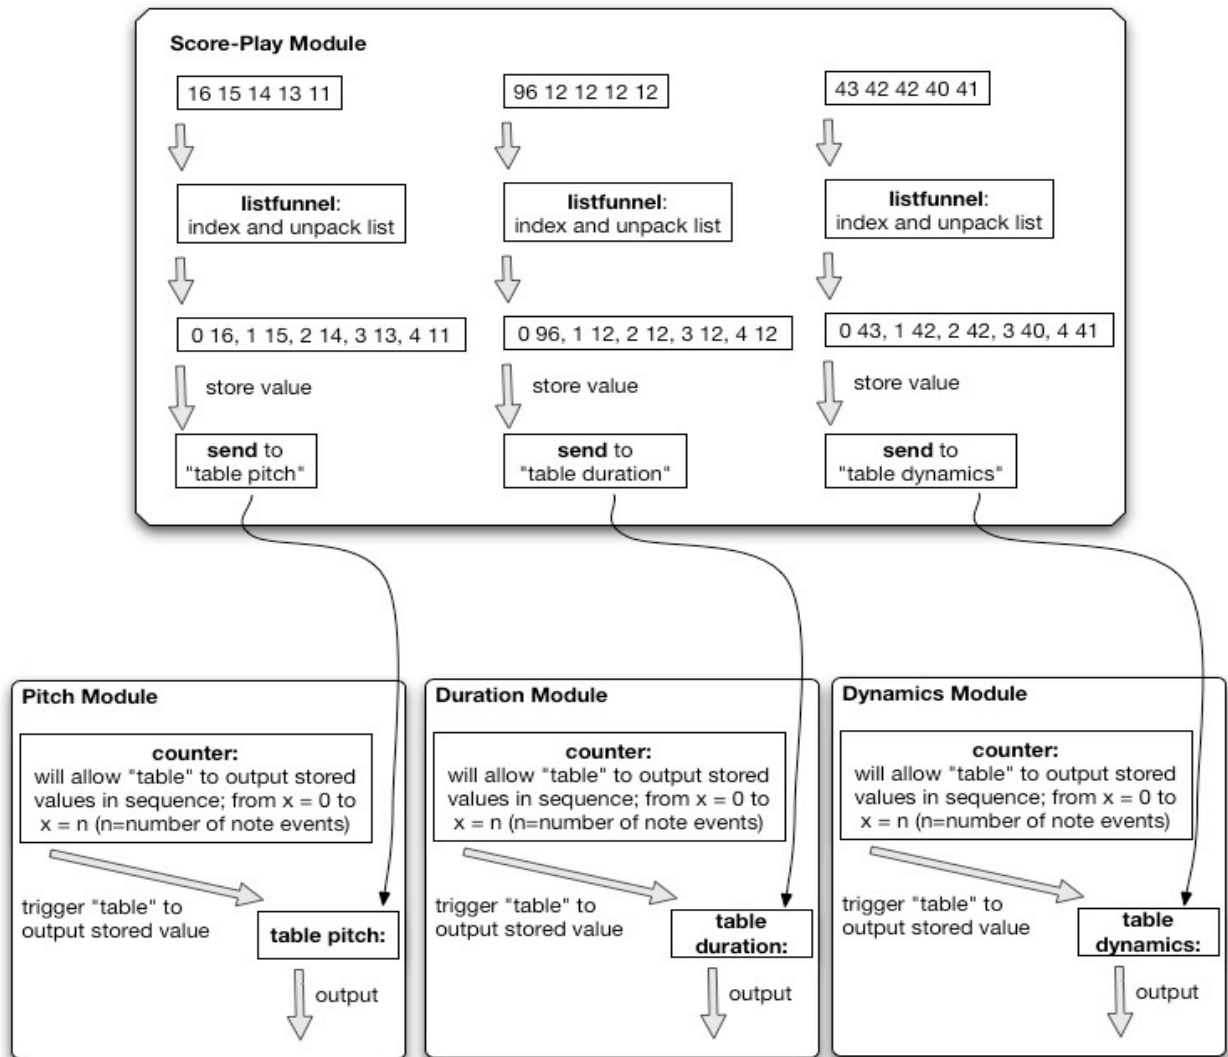 Score-Play Module
16 15 14 13 11
96 12 12 12 12
43 42 42 40 41
listfunnel:
index and unpack list
listfunnel:
index and unpack list
listfunnel:
index and unpack list
0 16, 1 15, 2 14, 3 13, 4 11
0 96, 1 12, 2 12, 3 12, 4 12
0 43, 1 42, 2 42, 3 40, 4 41
store value
store value
store value
send to
"table pitch"
send to
"table duration"
send to
"table dynamics"
Pitch Module
counter:
will allow "table" to output stored
values in sequence; from x = 0 to
x = n (n=number of note events)
trigger "table" to
output stored value
table pitch:
output
Duration Module
counter:
will allow "table" to output stored
values in sequence; from x = 0 to
x = n (n=number of note events)
trigger "table" to
output stored value
table
duration:
output
Dynamics Module
counter:
will allow "table" to output stored
values in sequence; from x = 0 to
x = n (n=number of note events)
trigger "table" to
output stored value
table
dynamics:
output